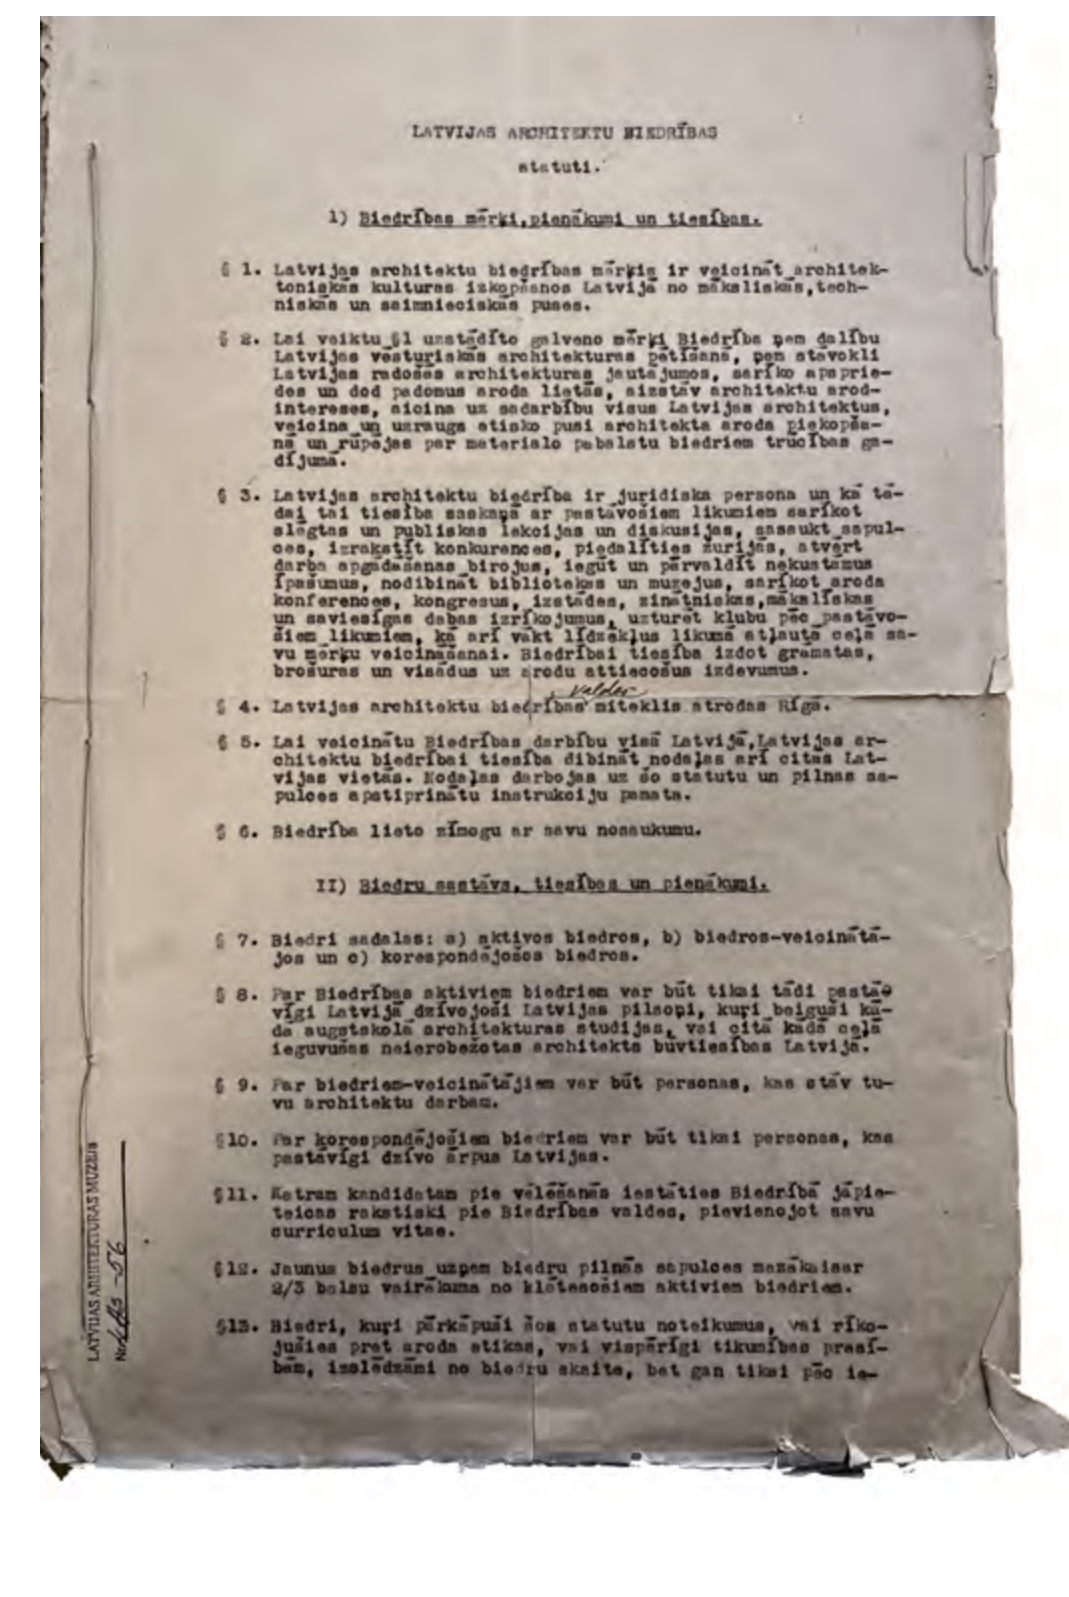 LATVIJAS ARCHITEKTU BIEDRĪBAS
statuti.
1) Biedrības mērķi,pienākumi un tiesības.
§ 1. Latvijas architektu biedrības mērķis ir veicināt architek-
toniskās kulturas izkopšanos Latvijā no mākslliskās,tech-
niskās un saimnieciskās puses.
§ 2. Lai veiktu §1 uzstādīto galveno mērķi Biedrība ņem dalību
Latvijas vēsturiskās architekturas pētīšanā, ņem stāvokli
Latvijas radošās architekturas jautājumos, sarīko apsprie-
des un dod padomus aroda lietās, aizstāv architektu arod-
intereses, aicina uz sadarbību visus Latvijas architektus,
veicina un uzrauga ētisko pusi architekta aroda piekopša-
nā un rūpējas par materialo pabalstu biedriem trūcības ga-
dījumā.
§ 3. Latvijas architektu biedrība ir juridiska persona un kā tā-
dai tai tiesība saskaņā ar pastāvošiem likumiem sarīkot
slēgtas un publiskas lekcijas un diskusijas, sasaukt sapul-
ces, izrakstīt konkurences, piedalīties žurijās, atvērt
darba apgādāšanas birojus, iegūt un pārvaldīt nekustamus
īpašumus, nodibināt bibliotekas un muzejus, sarīkot aroda
konferences, kongresus, izstādes, zinātniskas,mākslliskas
un saviesīgas dabas izrīkojumus, uzturēt klubu pēc pastāvo-
šiem likumiem, kā arī vākt līdzekļus likumā atļautā ceļā sa-
vu mērķu veicināšanai. Biedrībai tiesība izdot grāmatas,
brošuras un visādus uz arodu attiecošus izdevumus.
valdes
§ 4. Latvijas architektu biedrības miteklis atrodas Rīgā.
§ 5. Lai veicinātu Biedrības darbību visā Latvijā,Latvijas ar-
chitektu biedrībai tiesība dibināt nodaļas arī citās Lat-
vijas vietās. Nodaļas darbojas uz šo statutu un pilnas sa-
pulces apstiprinātu instrukciju pamata.
§ 6. Biedrība lieto zīmogu ar savu nosaukumu.
II) Biedru sastāvs, tiesības un pienākumi.
§ 7. Biedri sadalas: a) aktīvos biedros, b) biedros-veicinātā-
jos un c) korespondējošos biedros.
§ 8. Par Biedrības aktīviem biedriem var būt tikai tādi pastā-
vīgi Latvijā dzīvojoši Latvijas pilsoņi, kuri beiguši kā-
dā augstskolā architekturas studijas, vai citā kādā ceļā
ieguvušas neierobežotas architekta būvtiesības Latvijā.
§ 9. Par biedriem-veicinātājiem var būt personas, kas stāv tu-
vu architektu darbam.
§10. Par korespondējošiem biedriem var būt tikai personas, kas
pastāvīgi dzīvo ārpus Latvijas.
§11. Katram kandidatam pie vēlēšanās iestāties Biedrībā jāpie-
teicas rakstiski pie Biedrības valdes, pievienojot savu
curriculum vitae.
§12. Jaunus biedrus uzņem biedru pilnās sapulces mazākaisar
2/3 balsu vairākuma no klātesošiem aktīviem biedriem.
§13. Biedri, kuri pārkāpuši šos statutu noteikumus, vai rīko-
jušies pret aroda ētikas, vai vispārīgi tikumības prasī-
bām, izslēdzāmi no biedru skaita, bet gan tikai pēc ie-
LATVIJAS ARHITEKTŪRAS MUZEJS
Nr.